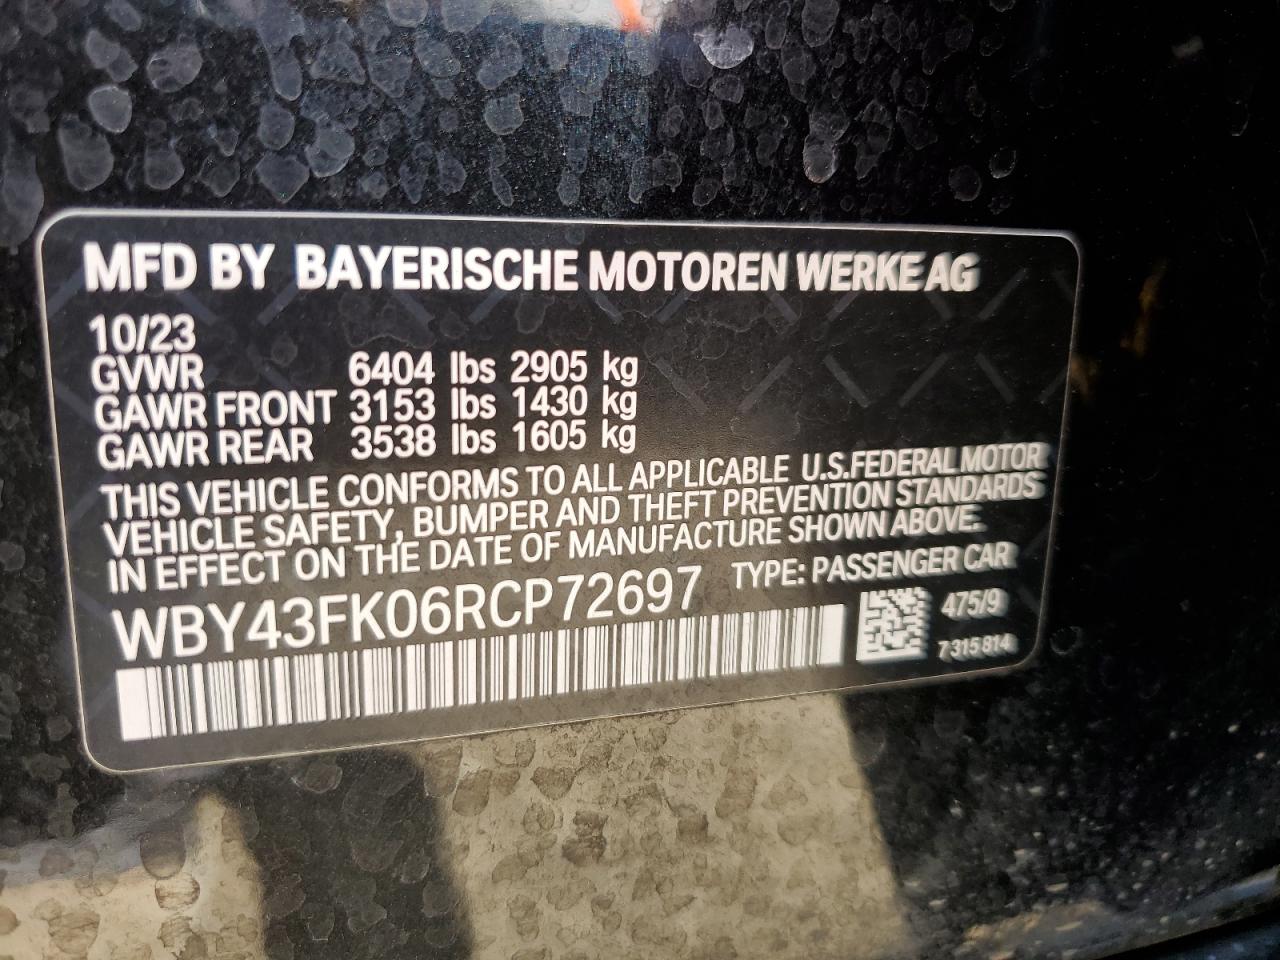 MFD BY BAYERISCHE MOTOREN WERKE AG
10/23
GVWR 6404 lbs 2905 kg
GAWR FRONT 3153 lbs 1430 kg
GAWR REAR 3538 lbs 1605 kg
THIS VEHICLE CONFORMS TO ALL APPLICABLE U.S.FEDERAL MOTOR
VEHICLE SAFETY, BUMPER AND THEFT PREVENTION STANDARDS
IN EFFECT ON THE DATE OF MANUFACTURE SHOWN ABOVE.
WBY43FK06RCP72697 TYPE: PASSENGER CAR
475/9
7 315 814